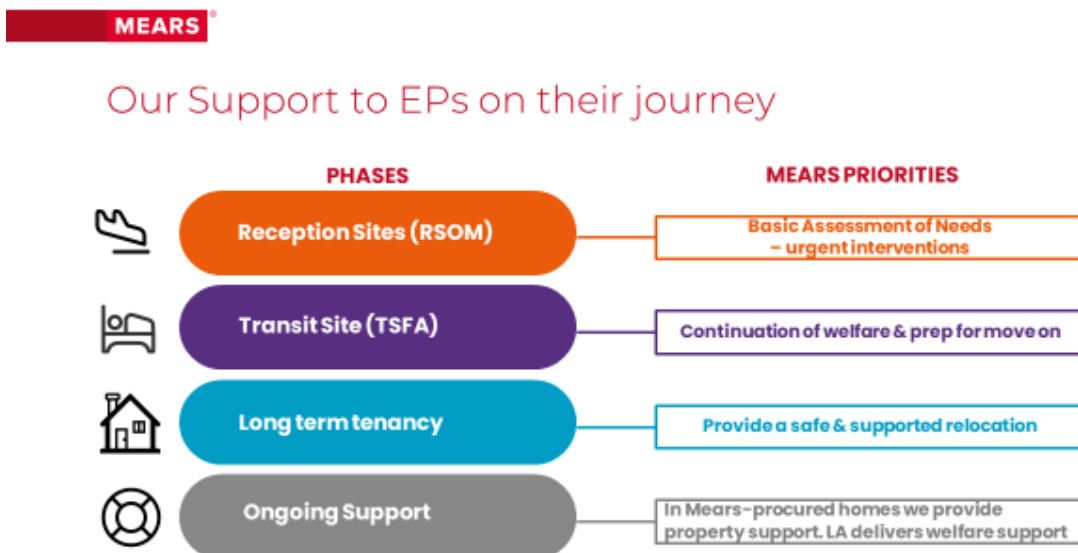 MEARS
Our Support to EPs on their journey
PHASES
MEARS PRIORITIES
Reception Sites (RSOM)
Basic Assessment of Needs
– urgent interventions
Transit Site (TSFA)
Continuation of welfare & prep for move on
Long term tenancy
Provide a safe & supported relocation
Ongoing Support
In Mears-procured homes we provide
property support. LA delivers welfare support